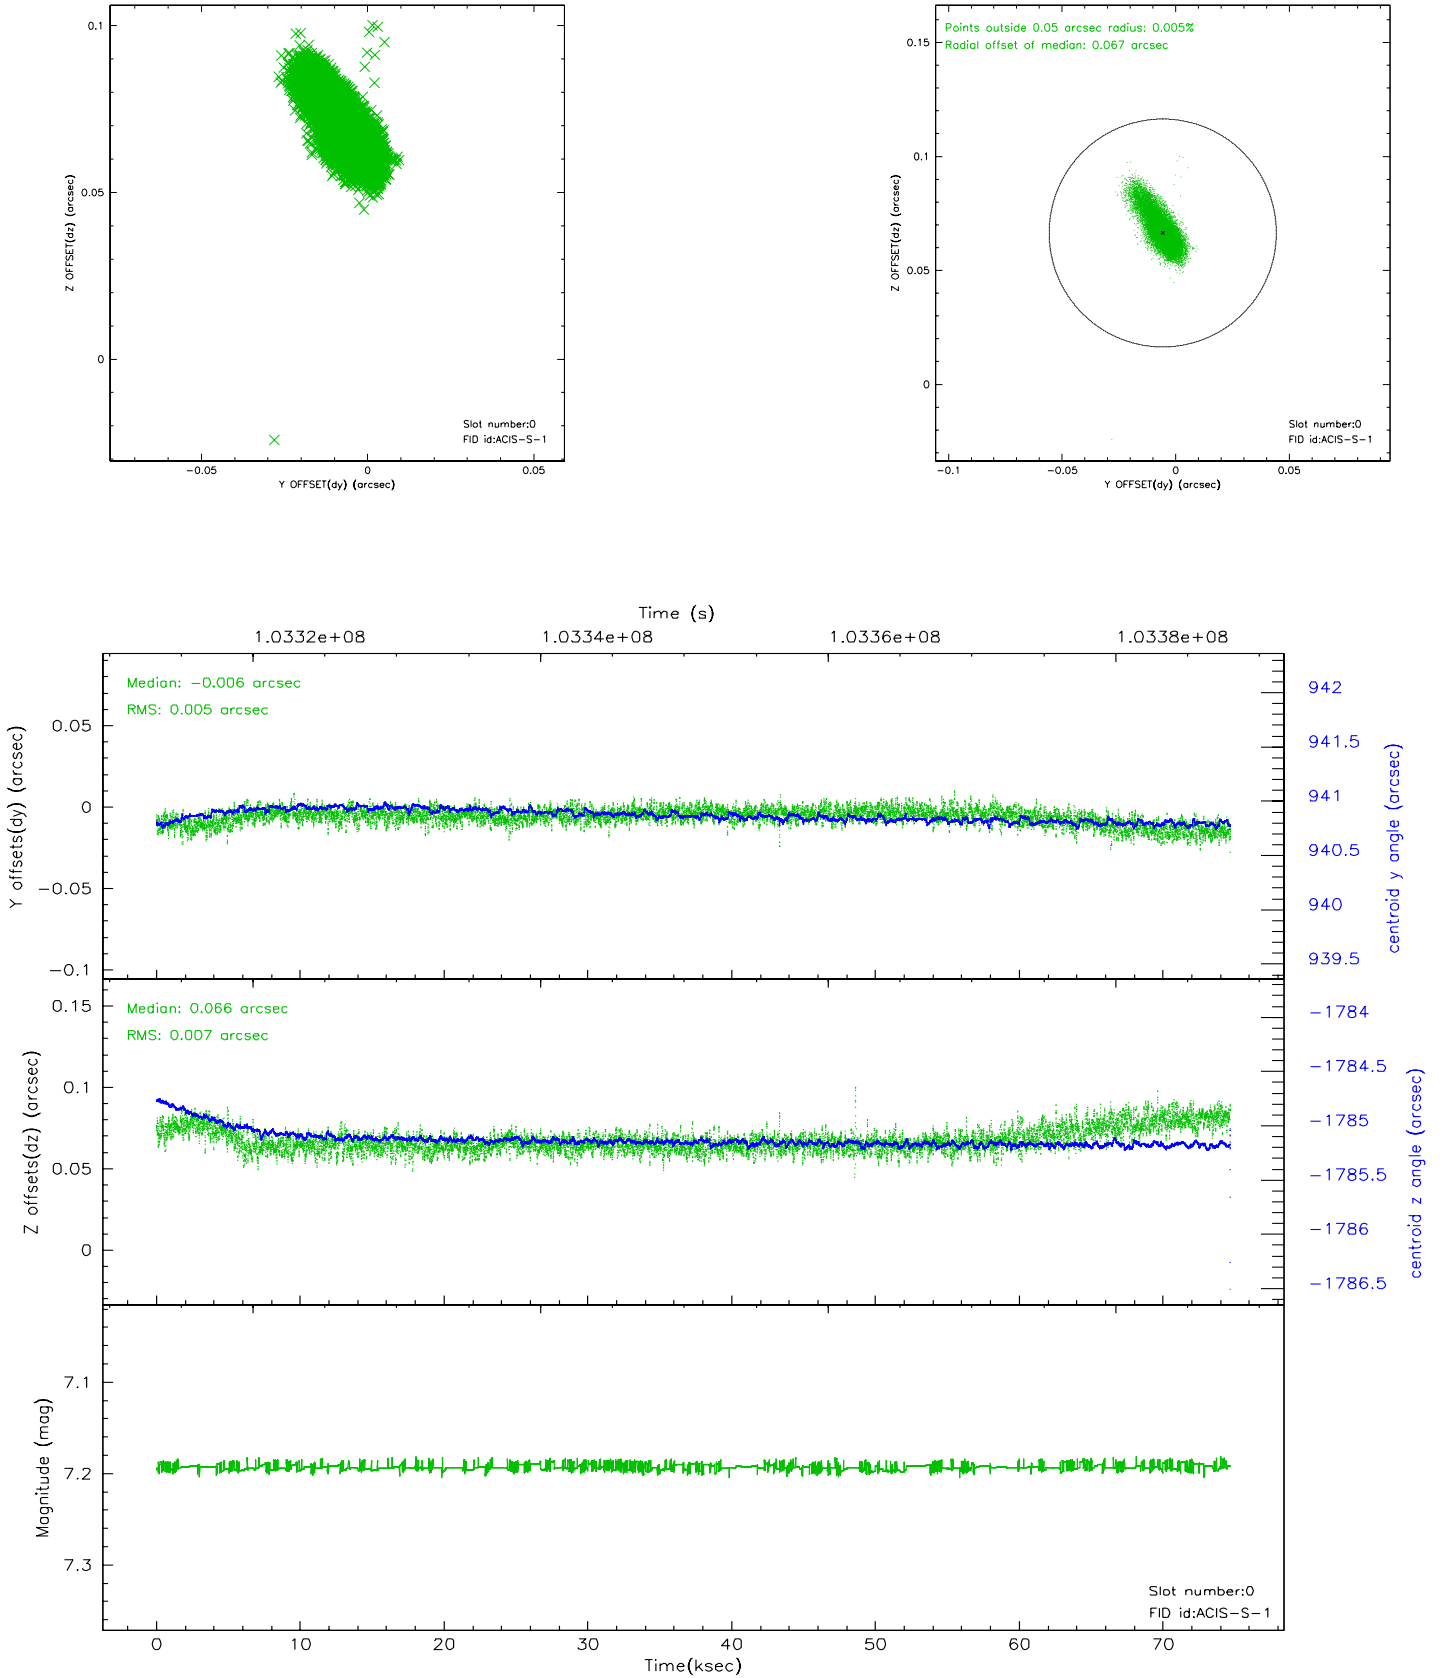 0.1
0.05
0
Z OFFSET(dz) (arcsec)
Slot number:0
FID id:ACIS-S-1
-0.05 0 0.05
Y OFFSET(dy) (arcsec)
Points outside 0.05 arcsec radius: 0.005%
Radial offset of median: 0.067 arcsec
0.15
0.1
0.05
0
Z OFFSET(dz) (arcsec)
Slot number:0
FID id:ACIS-S-1
-0.1 -0.05 0 0.05
Y OFFSET(dy) (arcsec)
Time (s)
1.0332e+08 1.0334e+08 1.0336e+08 1.0338e+08
Median: -0.006 arcsec
RMS: 0.005 arcsec
0.05
0
-0.05
-0.1
Y offsets(dy) (arcsec)
942
941.5
941
940.5
940
939.5
centroid y angle (arcsec)
Median: 0.066 arcsec
RMS: 0.007 arcsec
0.15
0.1
0.05
0
Z offsets(dz) (arcsec)
-1784
-1784.5
-1785
-1785.5
-1786
-1786.5
centroid z angle (arcsec)
7.1
7.2
7.3
Magnitude (mag)
Slot number:0
FID id:ACIS-S-1
0 10 20 30 40 50 60 70
Time(ksec)